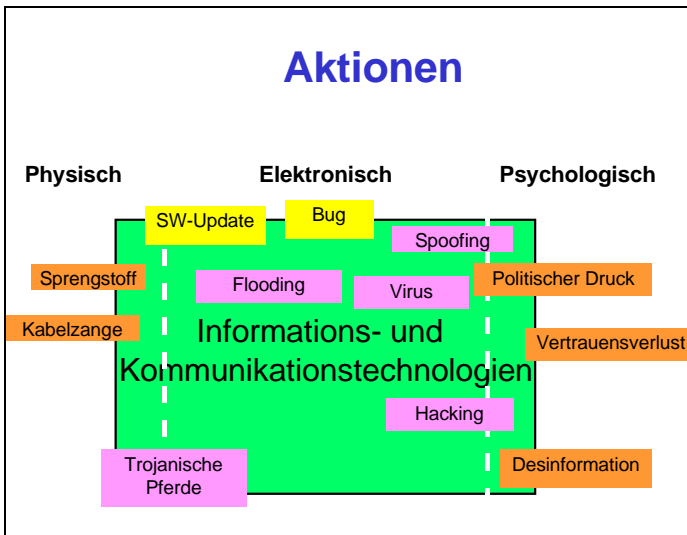 Aktionen
Physisch
Elektronisch
Psychologisch
SW-Update
Bug
Spoofing
Sprengstoff
Flooding
Virus
Politischer Druck
Kabelzange
Informations- und
Kommunikationstechnologien
Vertrauensverlust
Hacking
Trojanische
Pferde
Desinformation